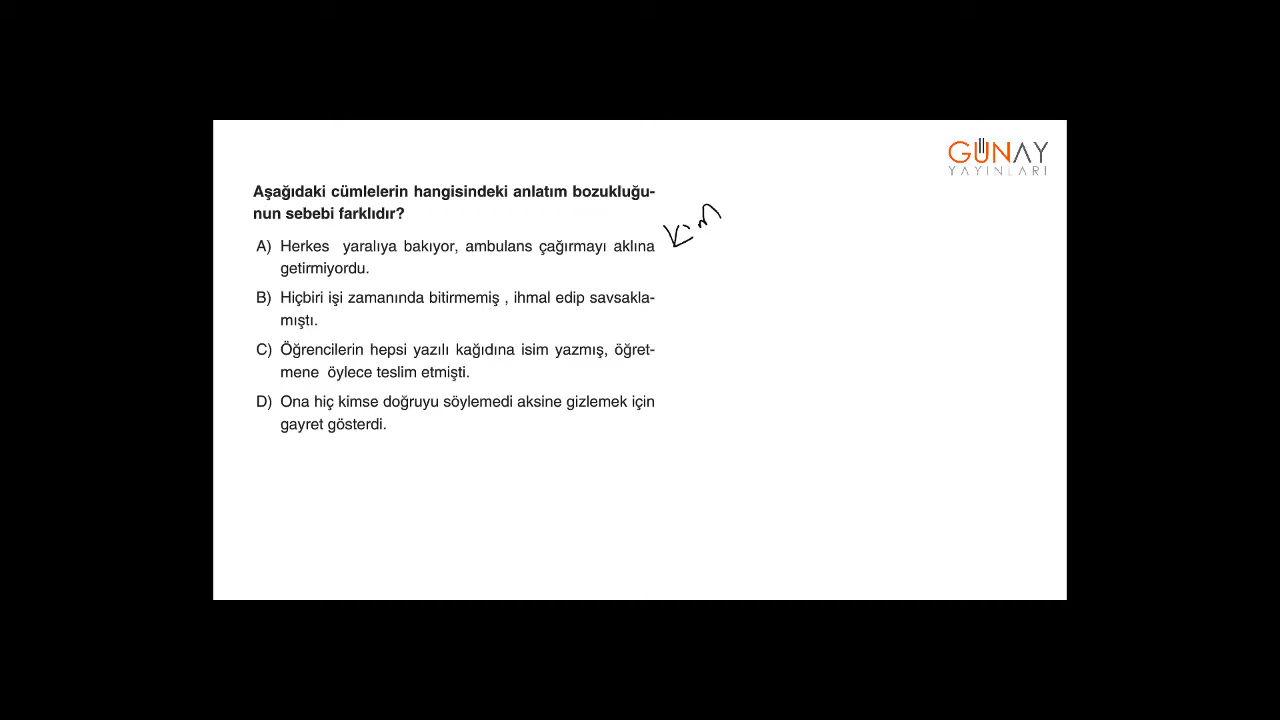 GÜNAY
YAYINLARI
Aşağıdaki cümlelerin hangisindeki anlatım bozukluğu-
nun sebebi farklıdır?
A) Herkes yaralıya bakıyor, ambulans çağırmayı aklına
getirmiyordu.
B) Hiçbiri işi zamanında bitirmemiş , ihmal edip savsakla-
mıştı.
C) Öğrencilerin hepsi yazılı kağıdına isim yazmış, öğret-
mene öylece teslim etmişti.
D) Ona hiç kimse doğruyu söylemedi aksine gizlemek için
gayret gösterdi.